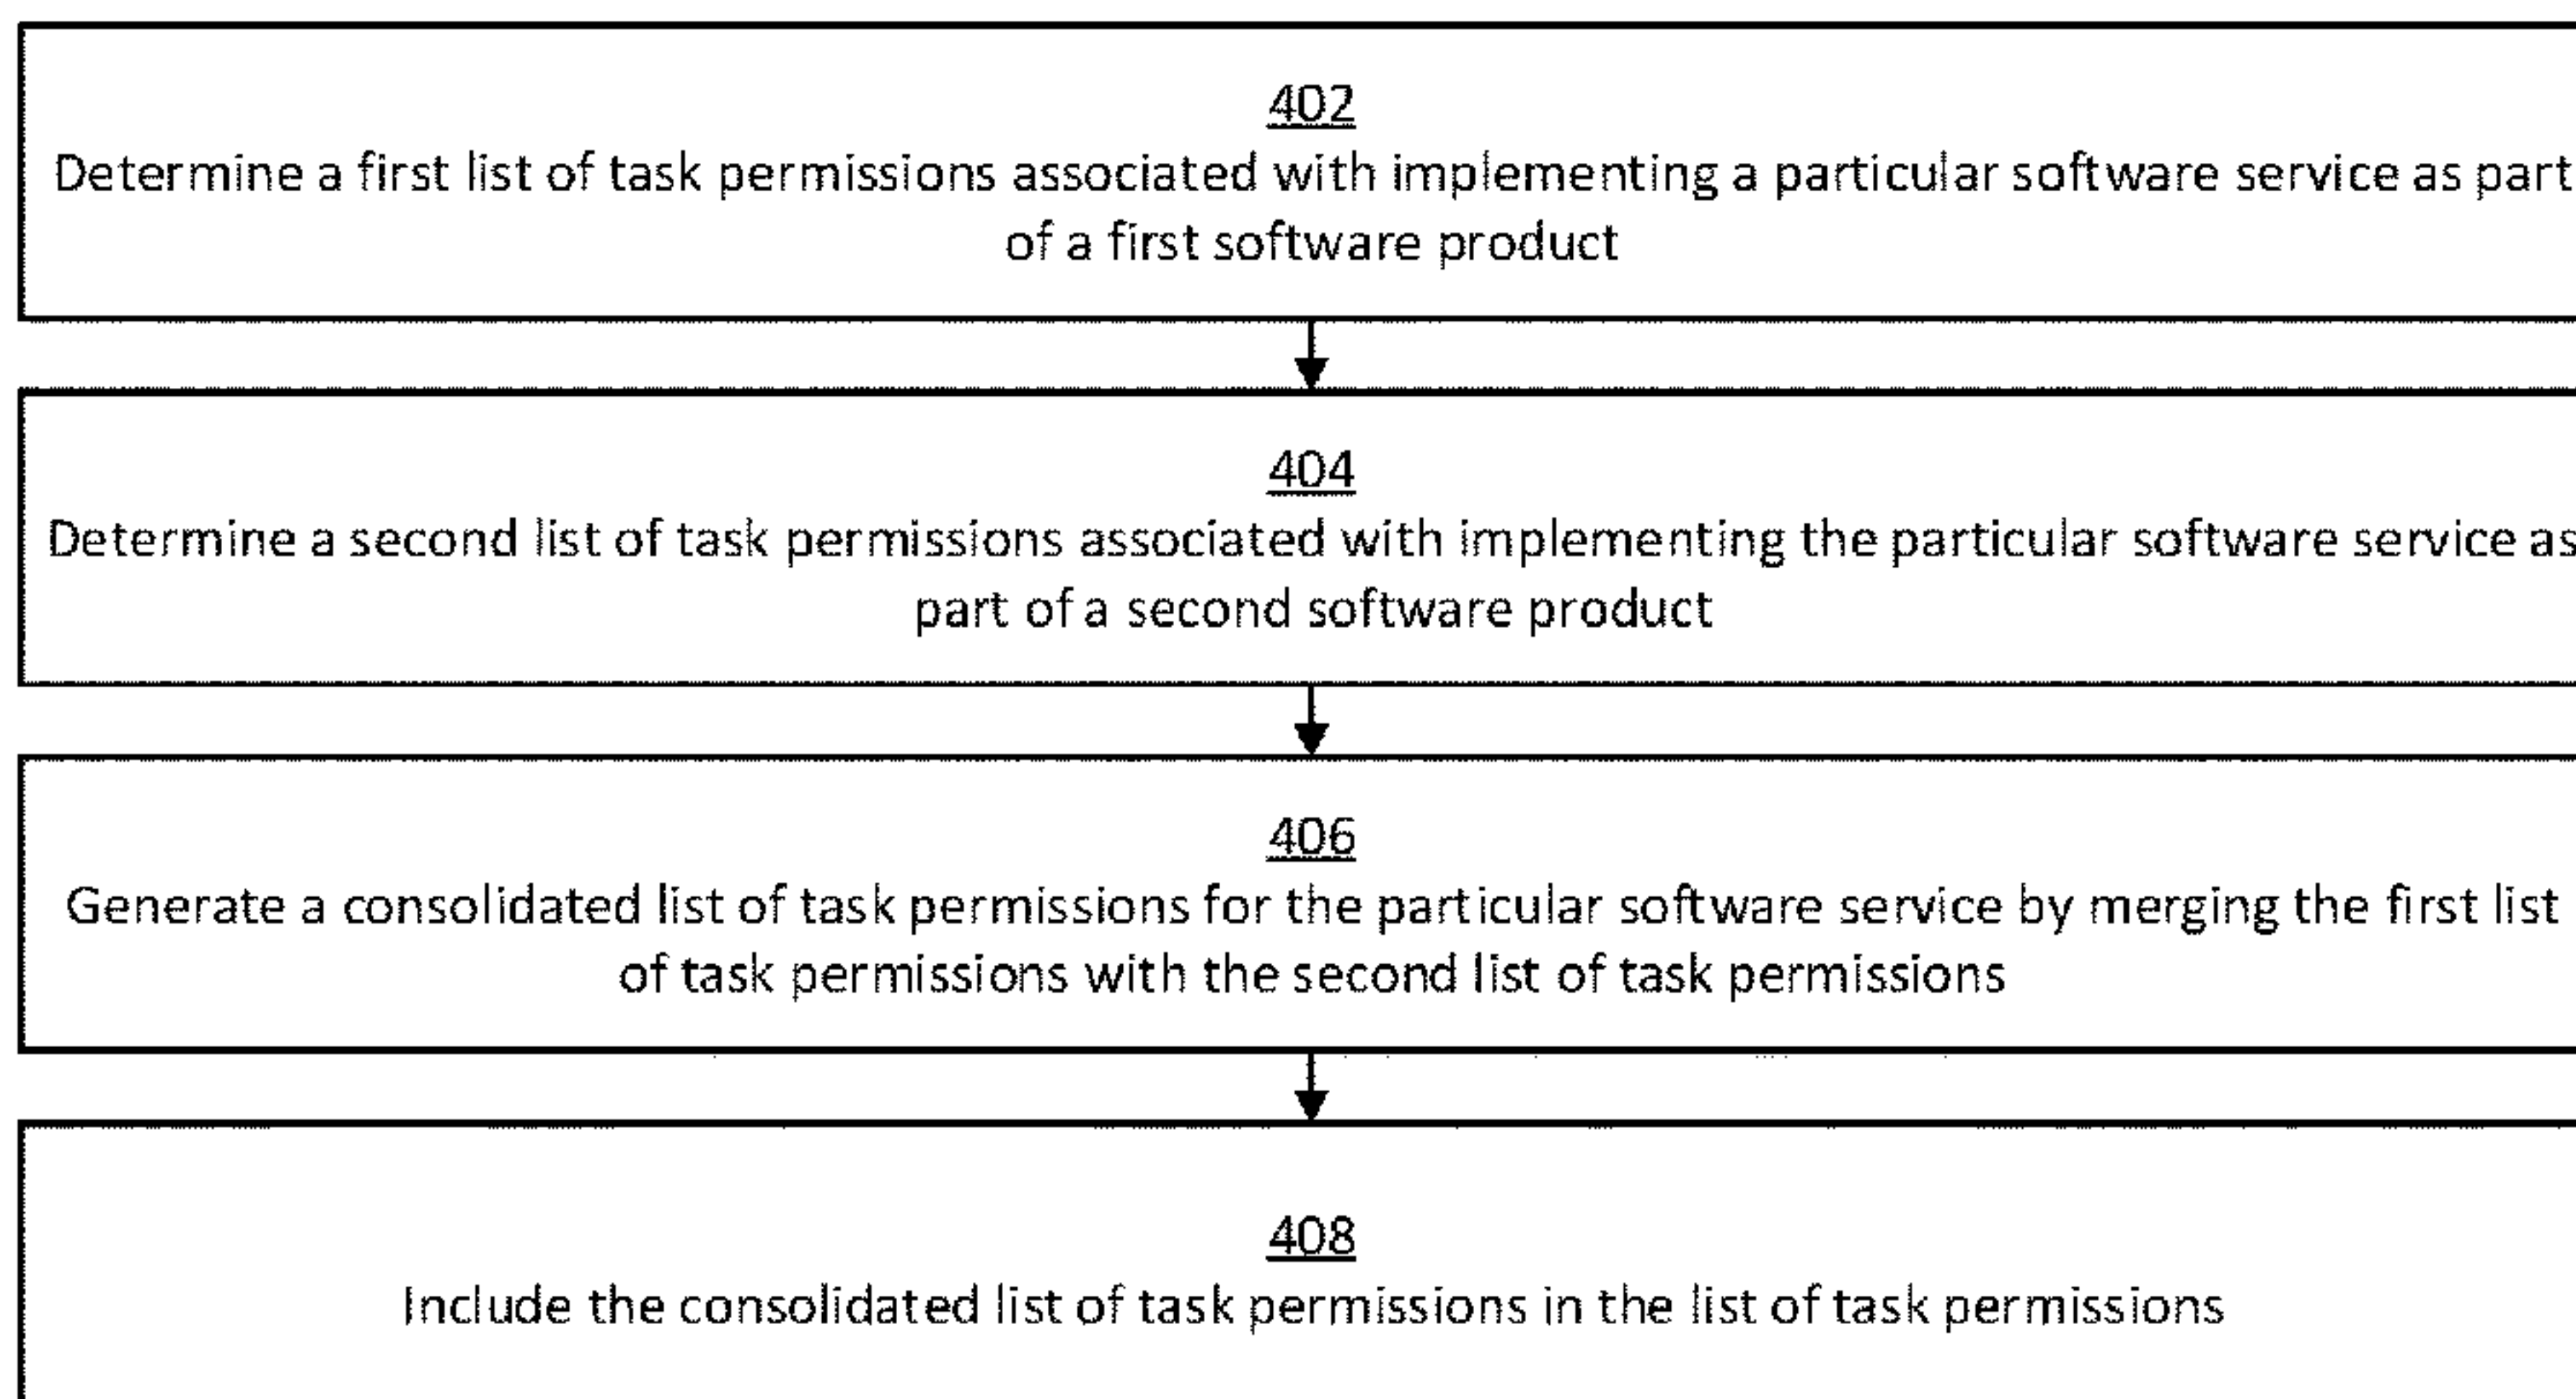 402
Determine a first list of task permissions associated with implementing a particular software service as part
of a first software product
404
Determine a second list of task permissions associated with implementing the particular software service as
part of a second software product
406
Generate a consolidated list of task permissions for the particular software service by merging the first list
of task permissions with the second list of task permissions
408
Include the consolidated list of task permissions in the list of task permissions